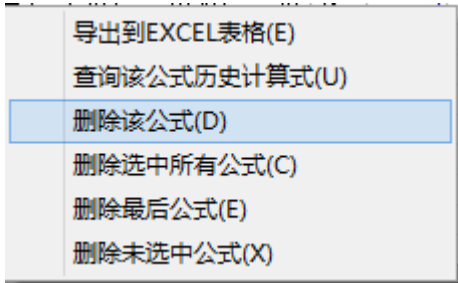 导出到EXCEL表格(E)
查询该公式历史计算式(U)
删除该公式(D)
删除选中所有公式(C)
删除最后公式(E)
删除未选中公式(X)